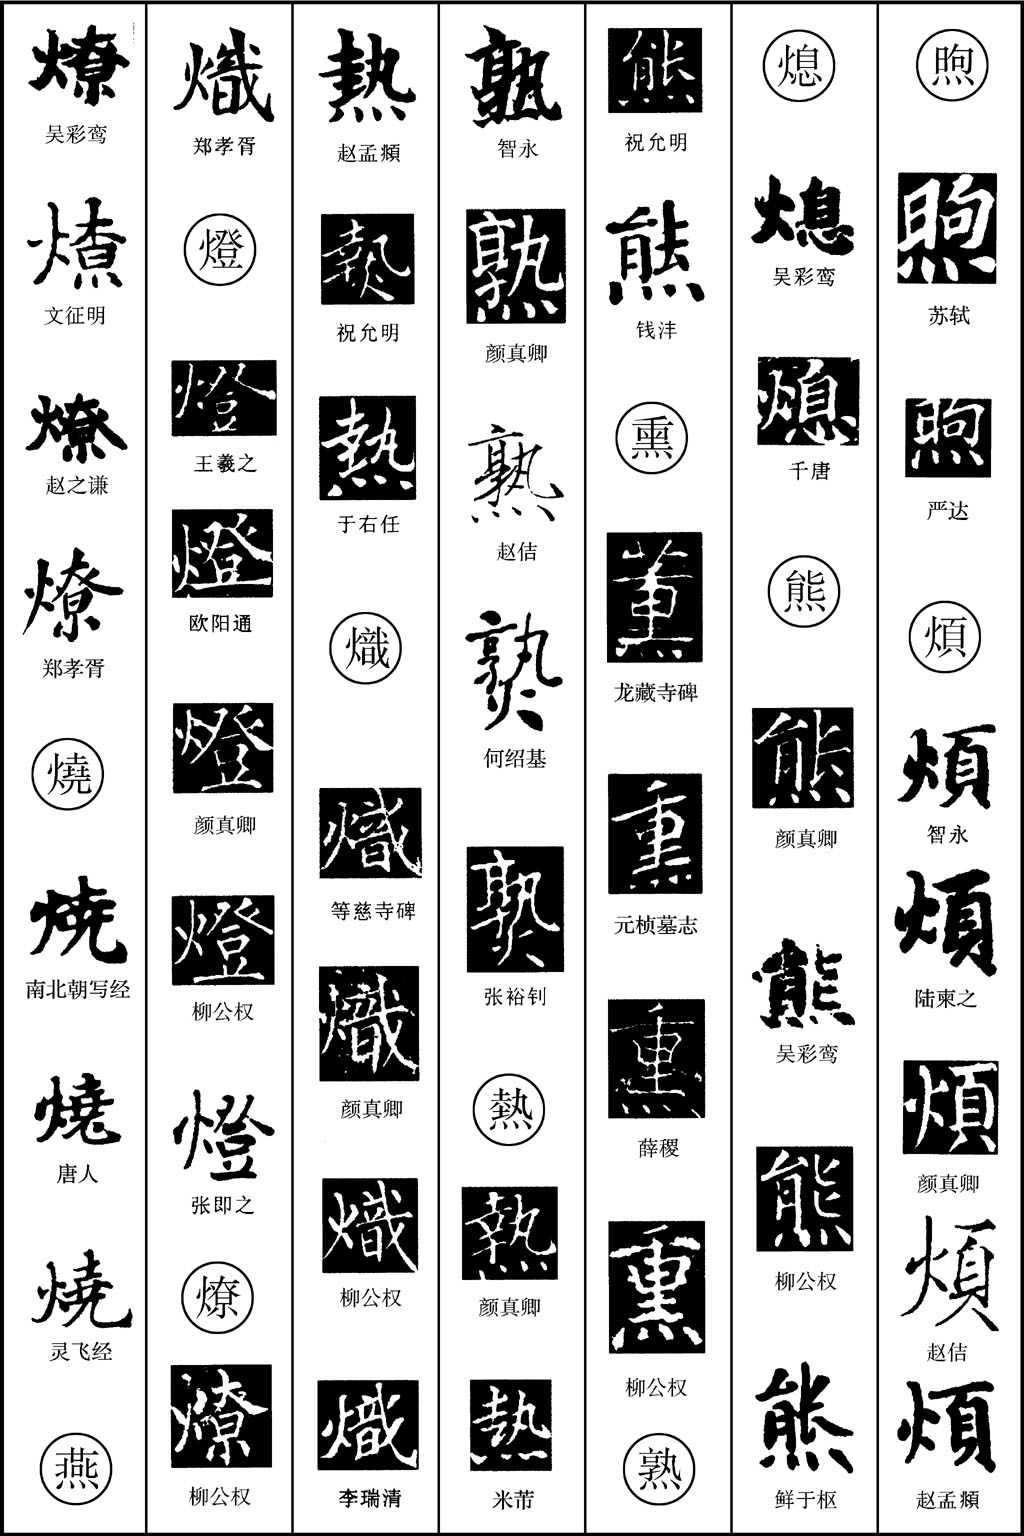 煦
煦
苏轼
煦
严达
煩
煩
智永
煩
陆柬之
煩
颜真卿
煩
赵佶
煩
赵孟頫
熄
熄
吴彩鸾
熄
千唐
熊
熊
颜真卿
熊
吴彩鸾
熊
柳公权
熊
鲜于枢
熊
祝允明
熊
钱沣
熏
熏
龙藏寺碑
熏
元桢墓志
熏
薛稷
熏
柳公权
熟
熟
智永
熟
颜真卿
熟
赵佶
熟
何绍基
熟
张裕钊
熱
熱
颜真卿
熱
米芾
熱
赵孟頫
熱
祝允明
熱
于右任
熾
熾
等慈寺碑
熾
颜真卿
熾
柳公权
熾
李瑞清
熾
郑孝胥
燈
燈
王羲之
燈
欧阳通
燈
颜真卿
燈
柳公权
燈
张即之
燎
燎
柳公权
燎
吴彩鸾
燎
文征明
燎
赵之谦
燎
郑孝胥
燒
燒
南北朝写经
燒
唐人
燒
灵飞经
燕